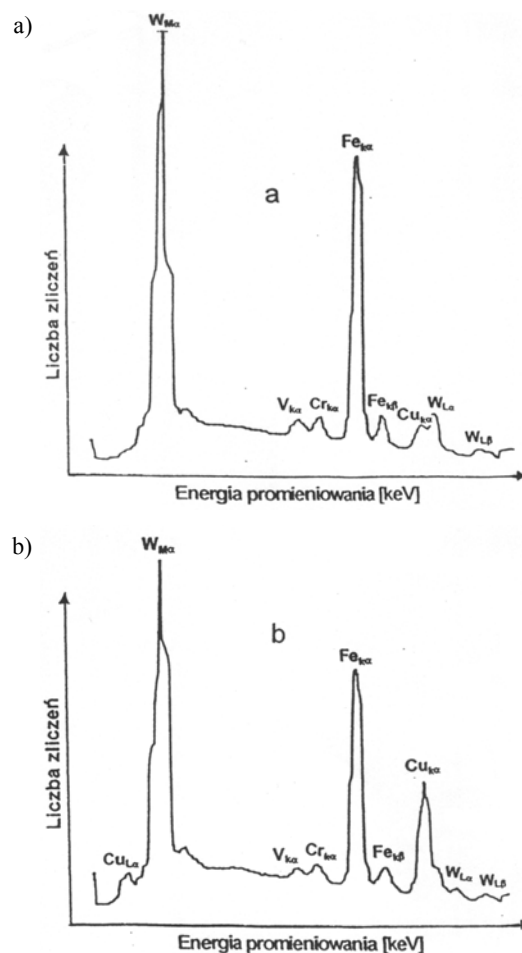 a)
W_Mα
Fe_kα
a
Liczba zliczeń
V_kα Cr_kα Fe_kβ Cu_kα W_Lα W_Lβ
Energia promieniowania [keV]
b)
W_Mα
b
Fe_kα
Liczba zliczeń
Cu_kα
Cu_Lα V_kα Cr_kα Fe_kβ W_Lα W_Lβ
Energia promieniowania [keV]